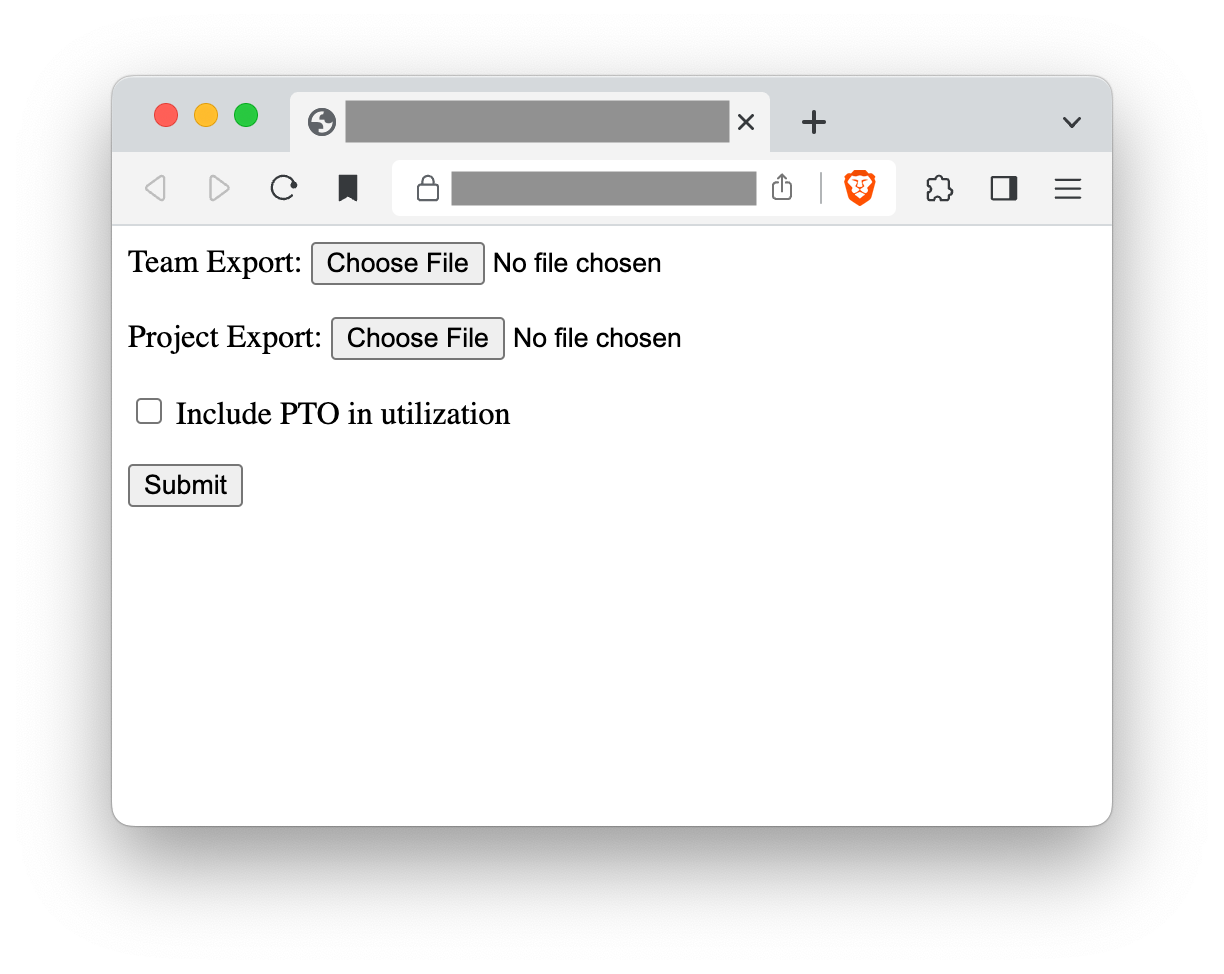 Team Export: Choose File No file chosen
Project Export: Choose File No file chosen
Include PTO in utilization
Submit